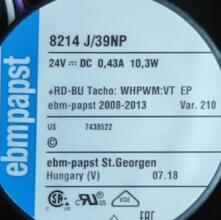 ebmpapst
8214 J/39NP
24V ⎓ DC 0,43A 10,3W
+RD-BU Tacho: WHPWM:VT EP
ebm-papst 2008-2013 Var. 210
US 7438522
©
ebm-papst St.Georgen
Hungary (V) 07.18